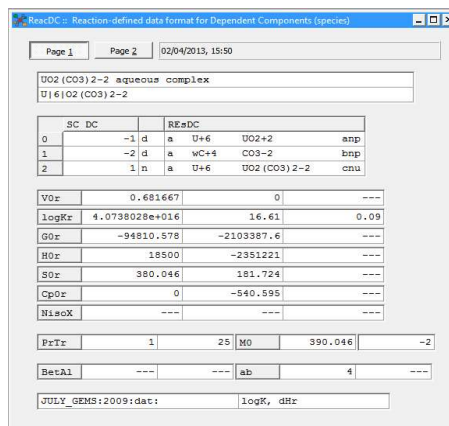 ReacDC :: Reaction-defined data format for Dependent Components (species)
Page 1 Page 2 02/04/2013, 15:50
UO2(CO3)2-2 aqueous complex
U|6|O2(CO3)2-2
SC DC REsDC
0 -1 d a U+6 UO2+2 anp
1 -2 d a wC+4 CO3-2 bnp
2 1 n a U+6 UO2(CO3)2-2 cnu
V0r 0.681667 0 ---
logKr 4.0738028e+016 16.61 0.09
G0r -94810.578 -2103387.6 ---
H0r 18500 -2351221 ---
S0r 380.046 181.724 ---
Cp0r 0 -540.595 ---
NisoX --- --- ---
PrTr 1 25 M0 390.046 -2
BetAl --- --- ab 4 ---
JULY_GEMS:2009:dat: logK, dHr